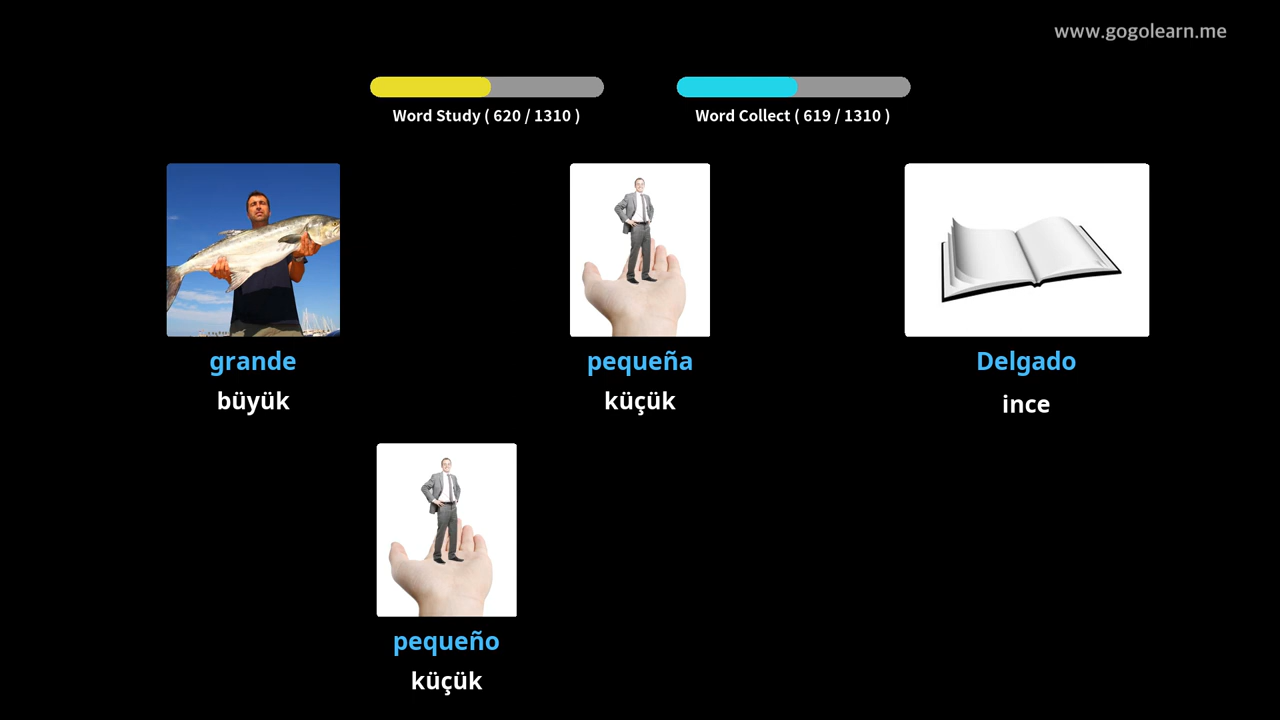 www.gogolearn.me
Word Study ( 620 / 1310 )
Word Collect ( 619 / 1310 )
grande
büyük
pequeña
küçük
Delgado
ince
pequeño
küçük